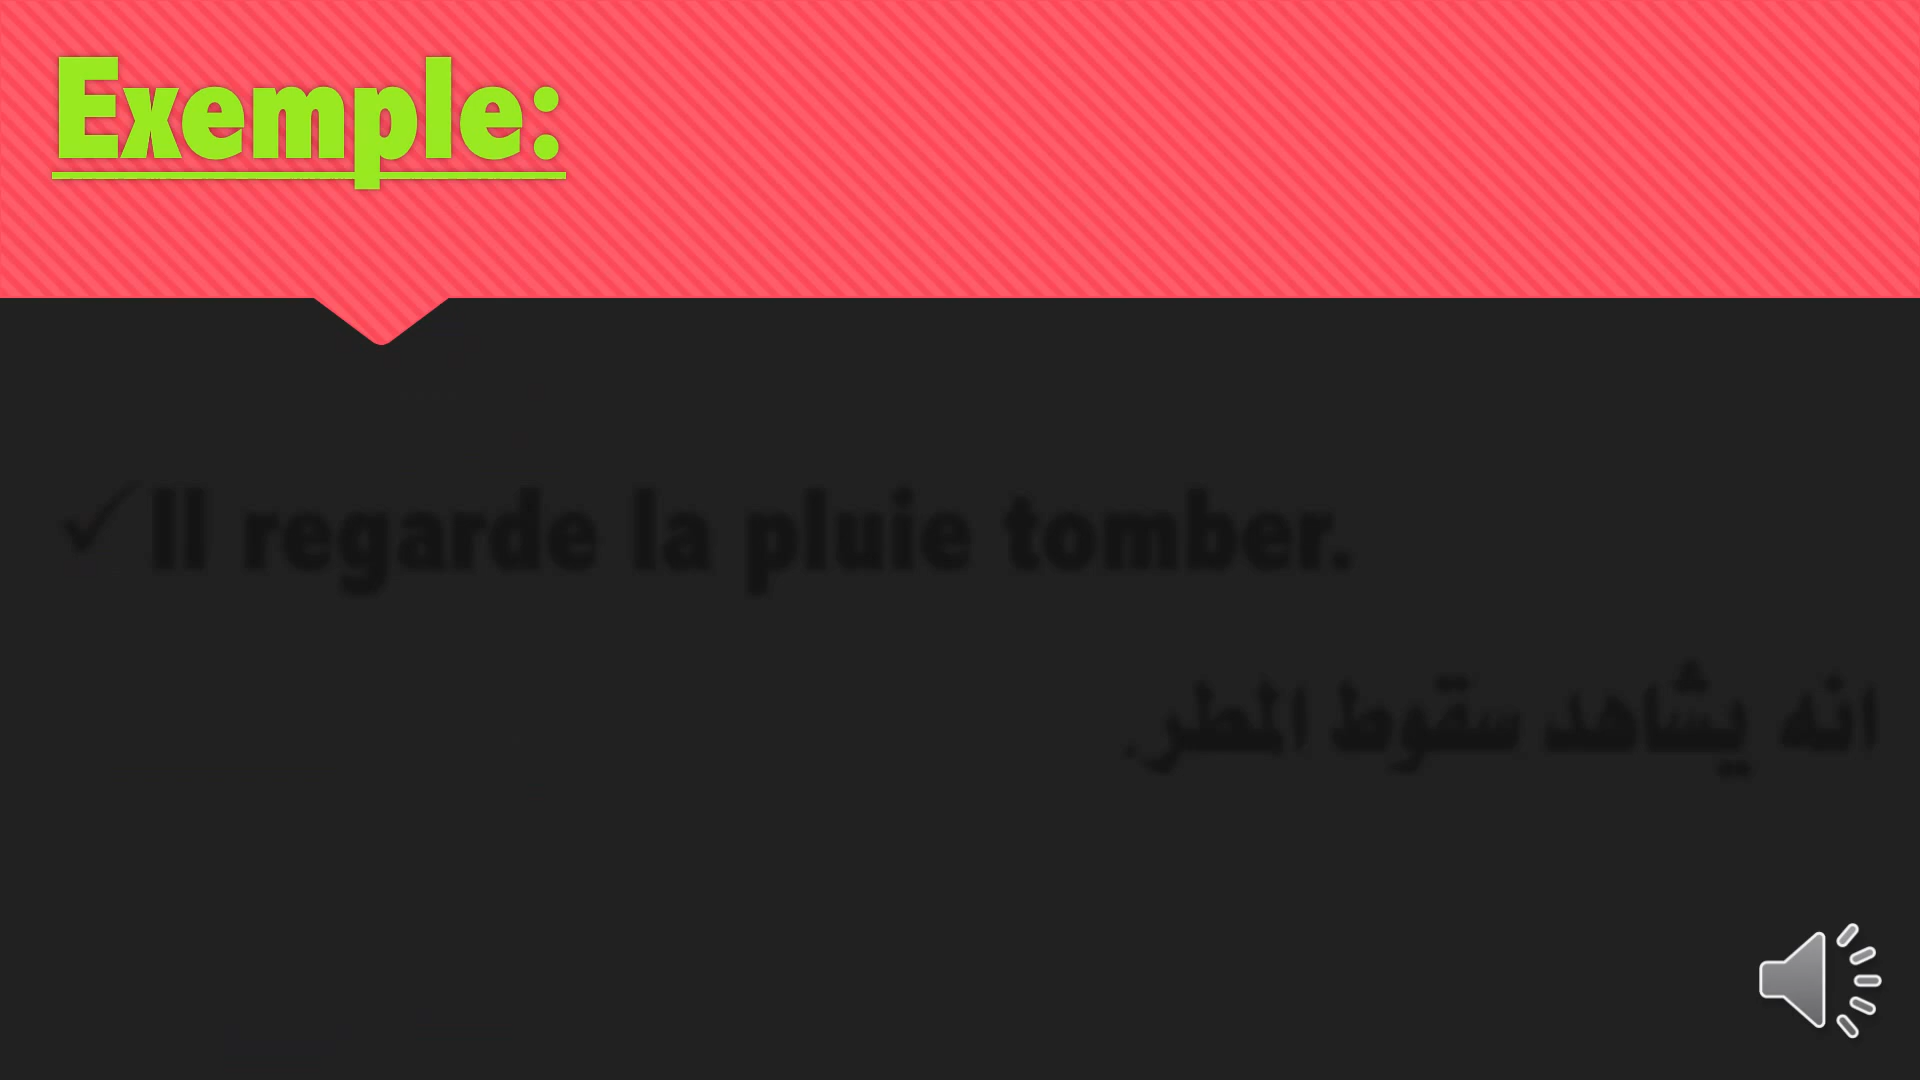 Exemple:
✓Il regarde la pluie tomber.
انه يشاهد سقوط المطر.